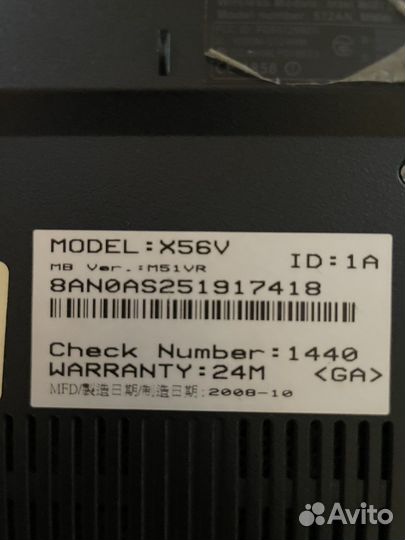 MODEL:X56V
ID:1A
MB Ver.:M51VR
8AN0AS251917418
Check Number:1440
WARRANTY:24M
<GA>
MFD/製造日期/制造日期:2008-10
Avito